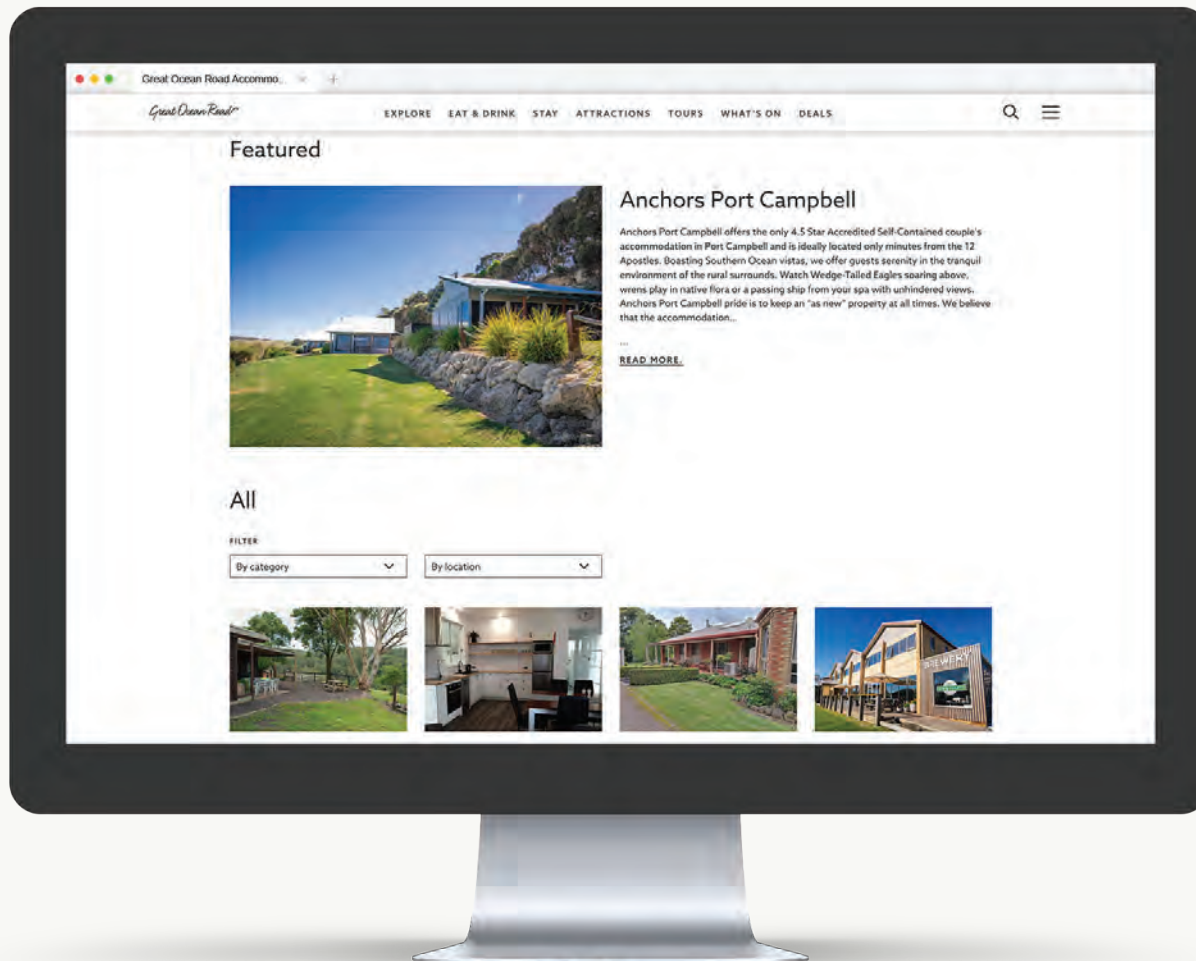 Great Ocean Road Accommo...
Great Ocean Road
EXPLORE EAT & DRINK STAY ATTRACTIONS TOURS WHAT'S ON DEALS
Featured
Anchors Port Campbell
Anchors Port Campbell offers the only 4.5 Star Accredited Self-Contained couple's
accommodation in Port Campbell and is ideally located only minutes from the 12
Apostles. Boasting Southern Ocean vistas, we offer guests serenity in the tranquil
environment of the rural surrounds. Watch Wedge-Tailed Eagles soaring above,
wrens play in native flora or a passing ship from your spa with unhindered views.
Anchors Port Campbell pride is to keep an "as new" property at all times. We believe
that the accommodation...
...
READ MORE.
All
FILTER
By category
By location